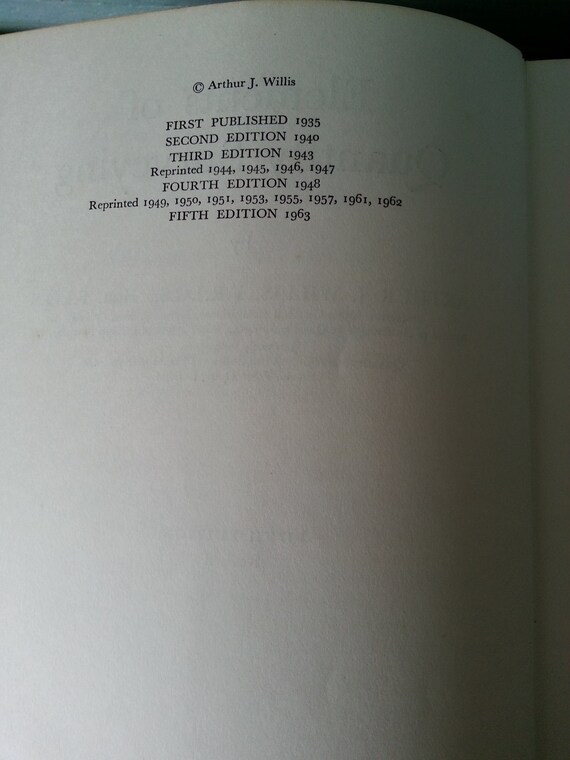 © Arthur J. Willis
FIRST PUBLISHED 1935
SECOND EDITION 1940
THIRD EDITION 1943
Reprinted 1944, 1945, 1946, 1947
FOURTH EDITION 1948
Reprinted 1949, 1950, 1951, 1953, 1955, 1957, 1961, 1962
FIFTH EDITION 1963